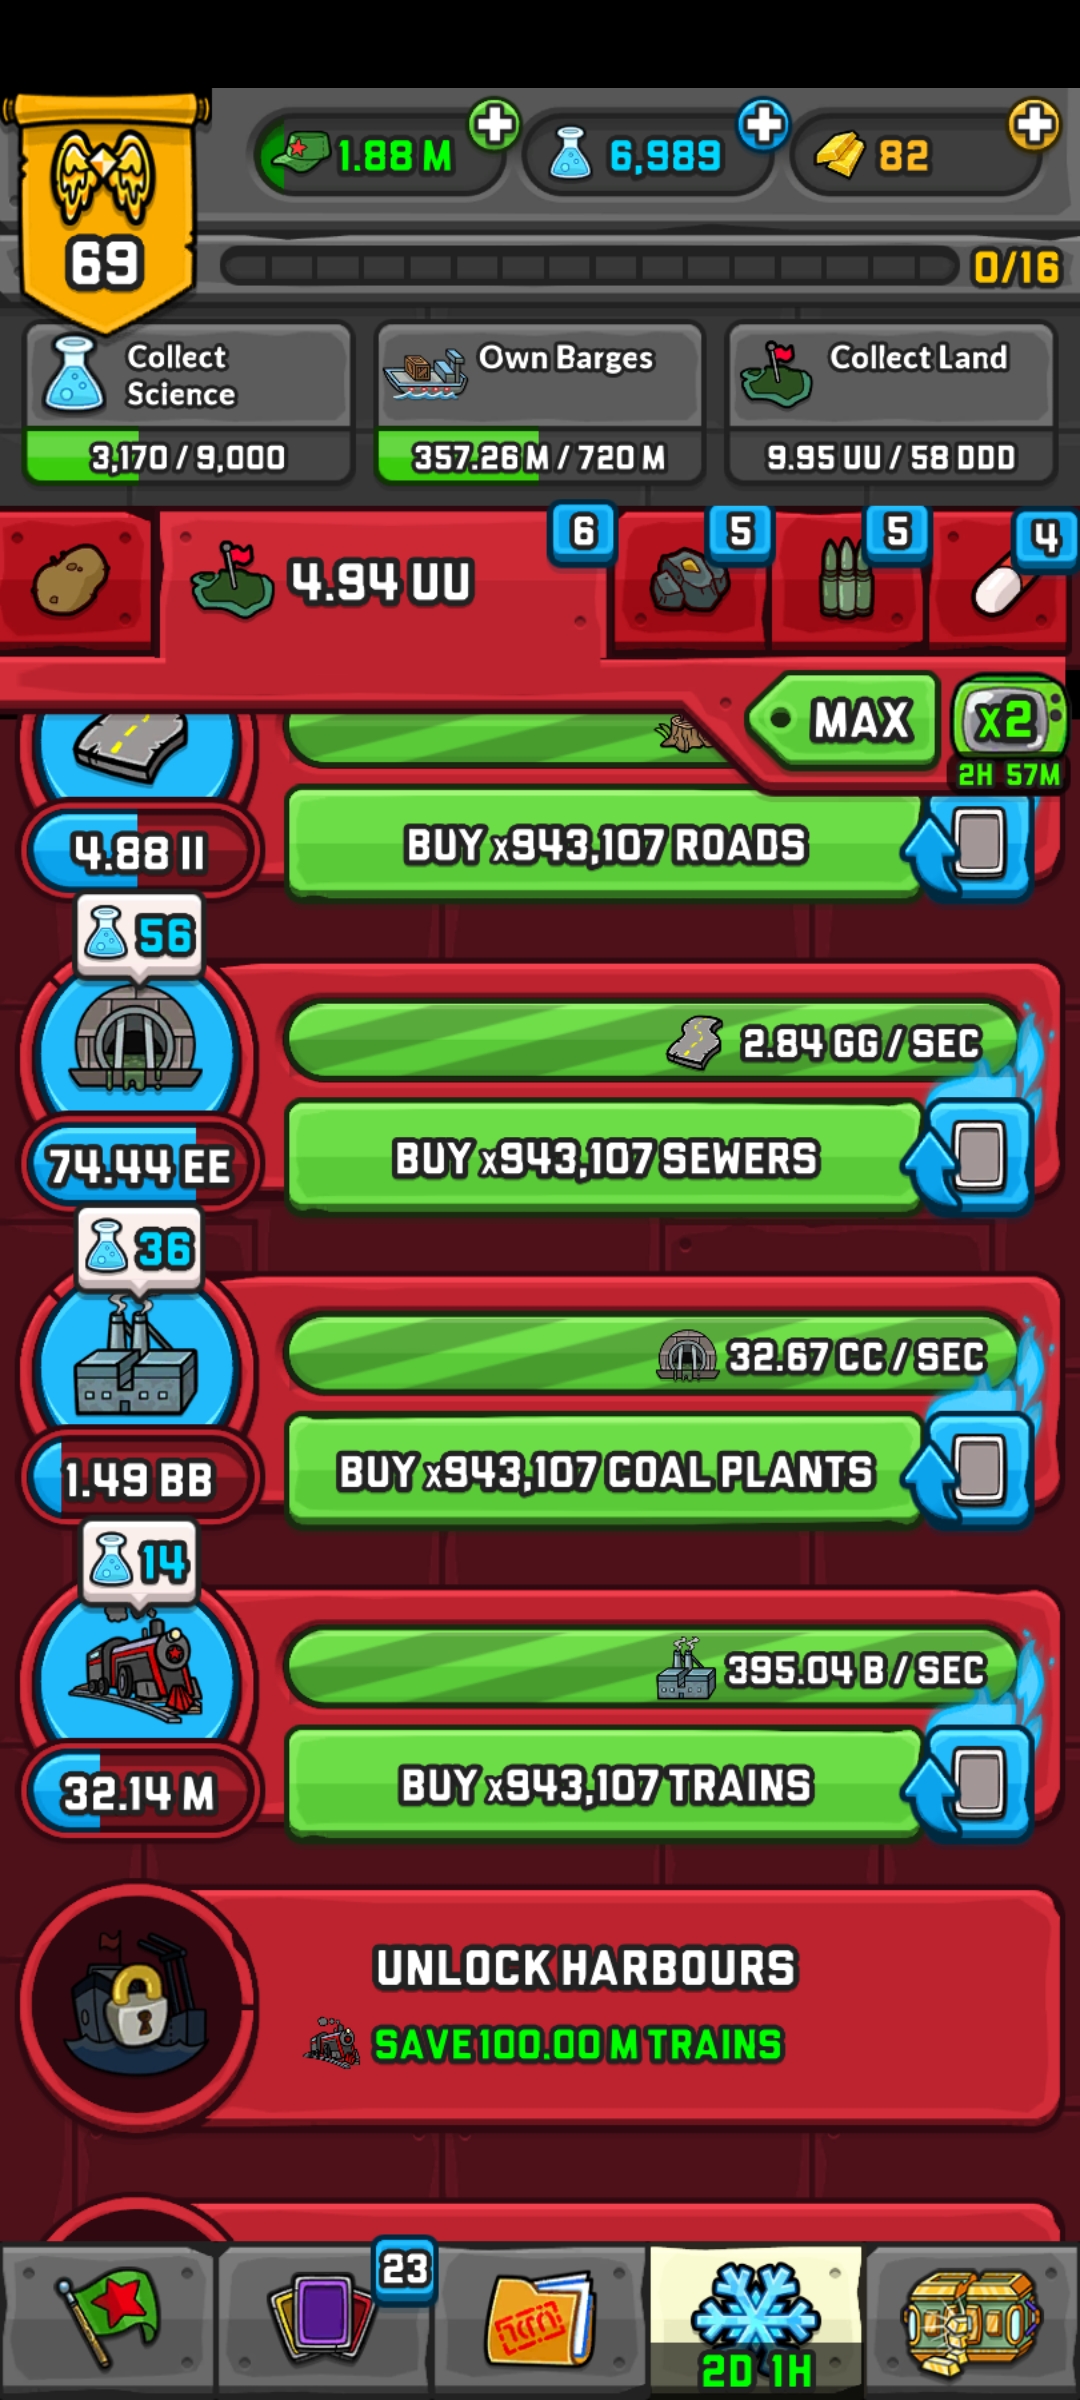 1.88 M
6,989
82
69
0/16
Collect
Science
3,170 / 9,000
Own Barges
357.26 M / 720 M
Collect Land
9.95 UU / 58 DDD
4.94 UU
6
5
5
4
MAX
x2
2H 57M
4.88 II
BUY x943,107 ROADS
56
2.84 GG / SEC
74.44 EE
BUY x943,107 SEWERS
36
32.67 CC / SEC
1.49 BB
BUY x943,107 COAL PLANTS
14
395.04 B / SEC
32.14 M
BUY x943,107 TRAINS
UNLOCK HARBOURS
SAVE 100.00 M TRAINS
23
2D 1H